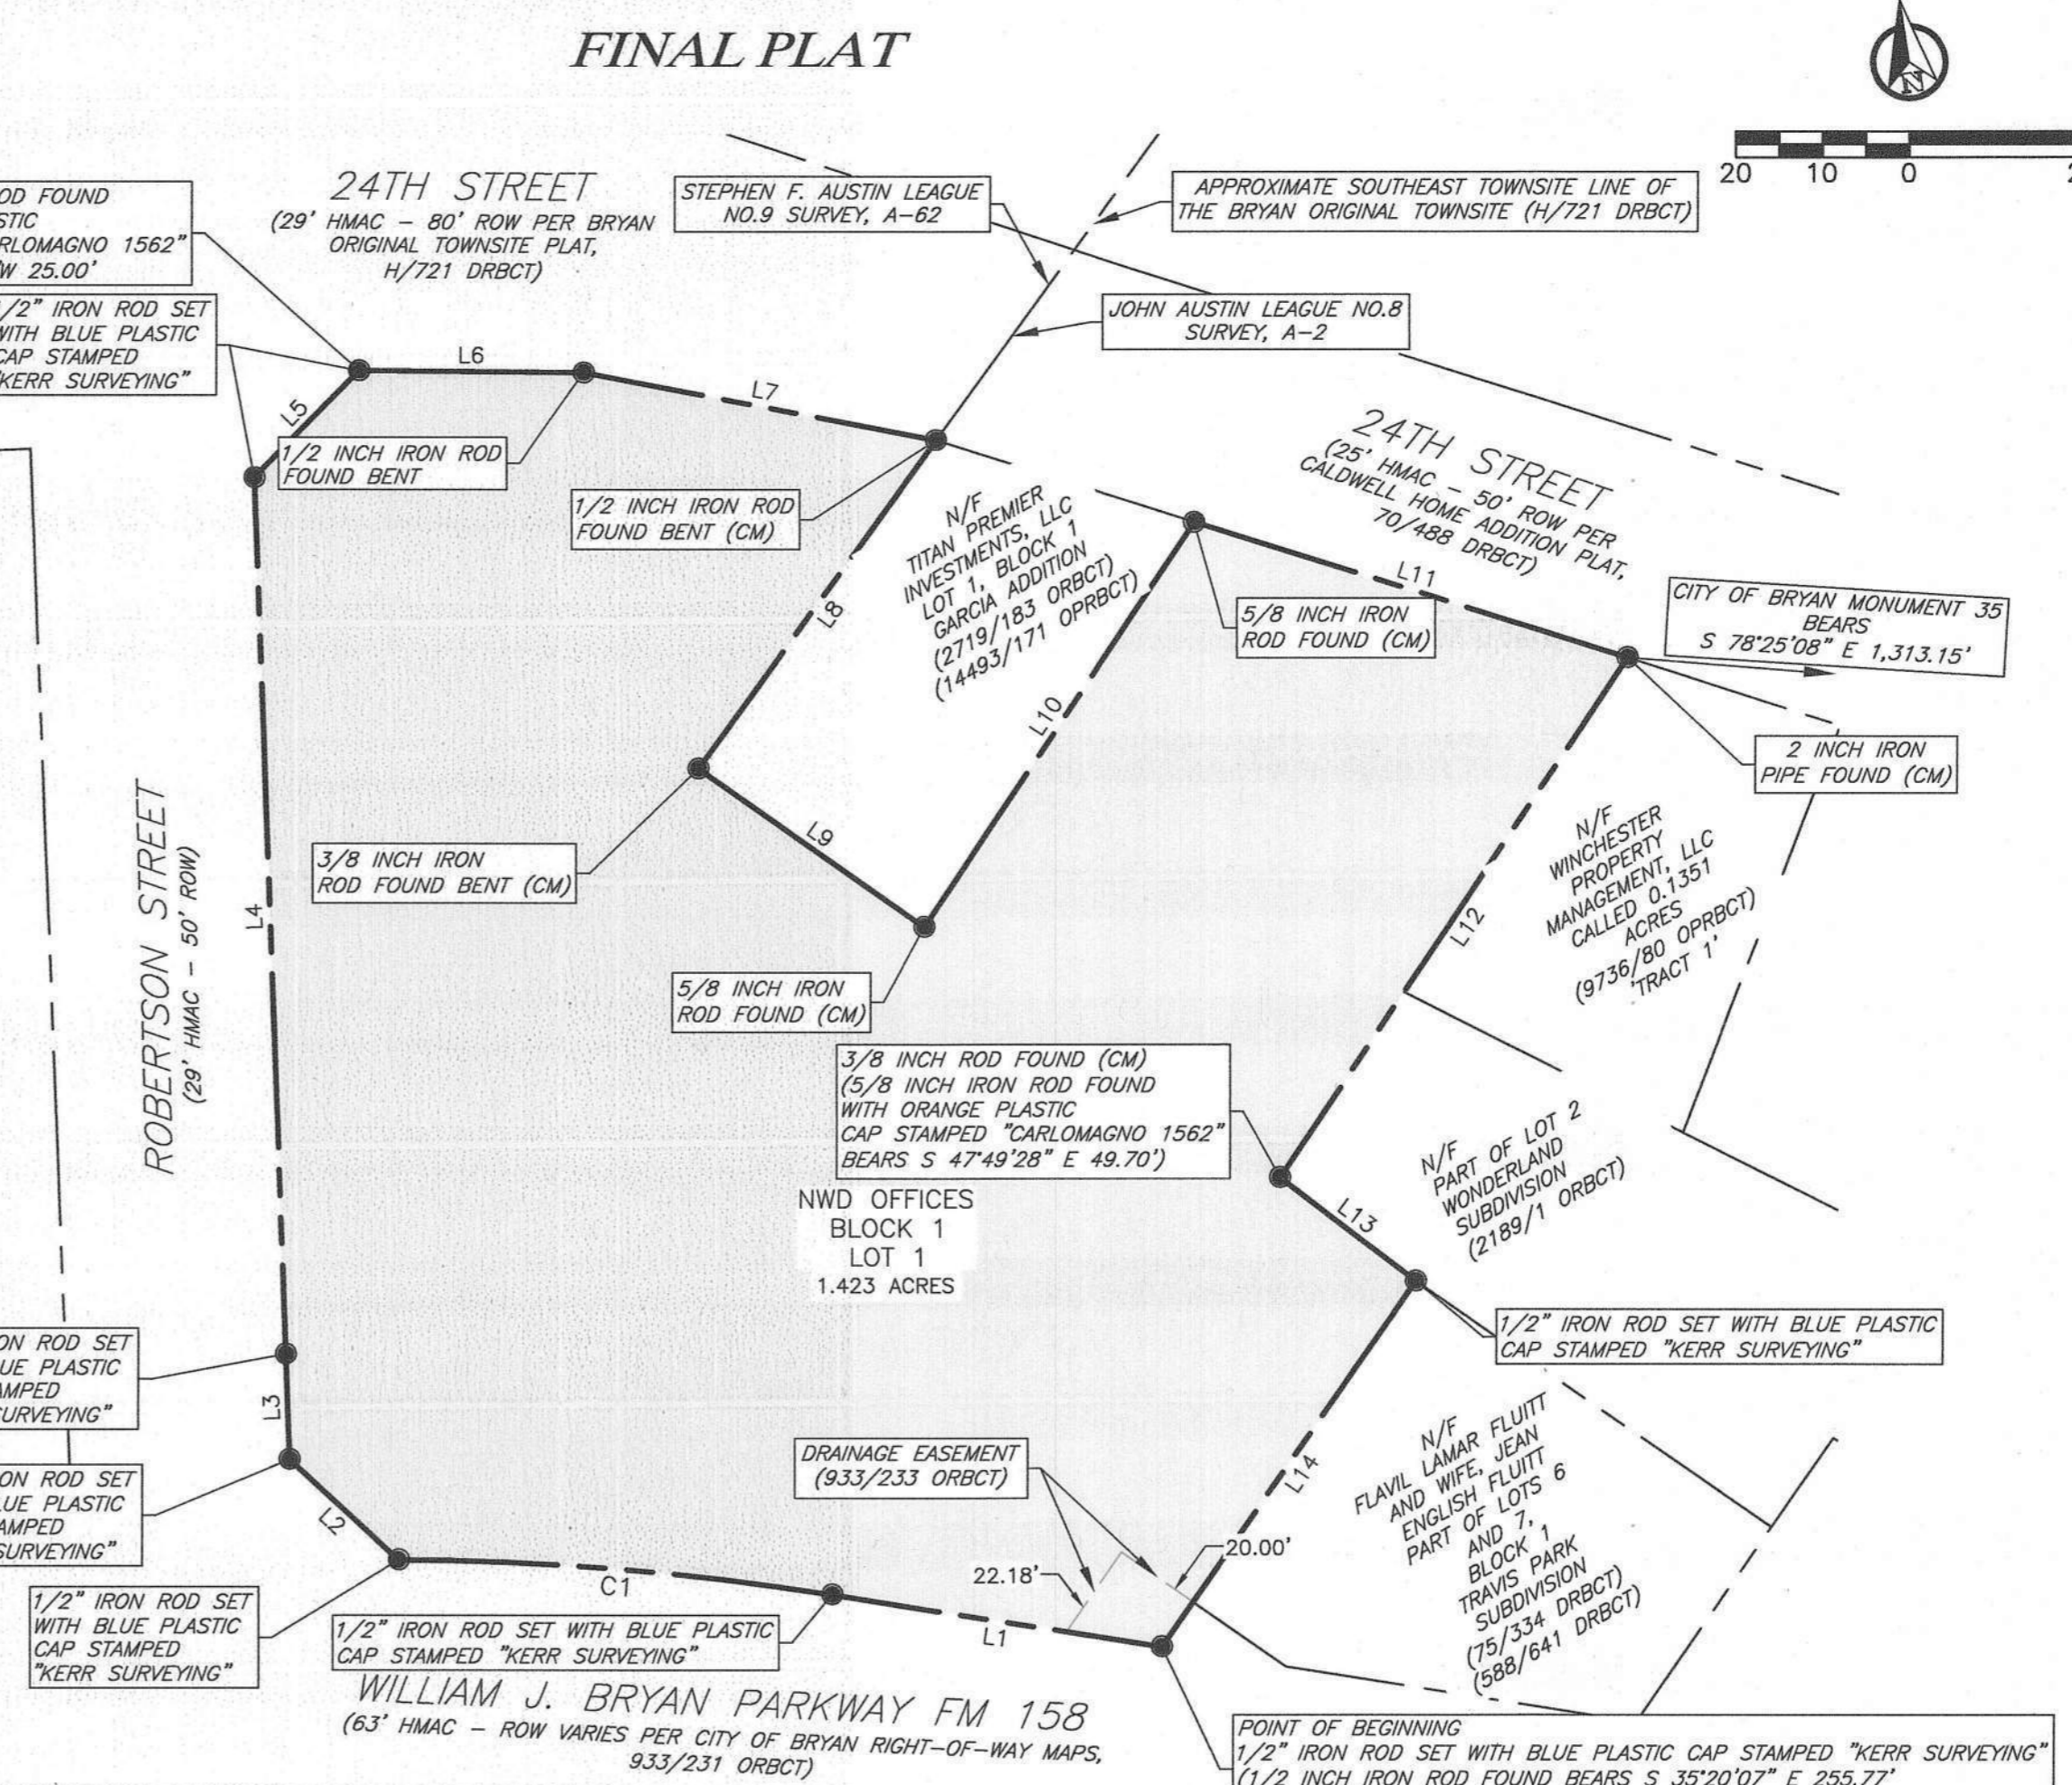 FINAL PLAT
N
20 10 0
24TH STREET
(29' HMAC – 80' ROW PER BRYAN
ORIGINAL TOWNSITE PLAT,
H/721 DRBCT)
STEPHEN F. AUSTIN LEAGUE
NO.9 SURVEY, A–62
APPROXIMATE SOUTHEAST TOWNSITE LINE OF
THE BRYAN ORIGINAL TOWNSITE (H/721 DRBCT)
JOHN AUSTIN LEAGUE NO.8
SURVEY, A–2
OD FOUND
STIC
RLOMAGNO 1562"
W 25.00'
1/2" IRON ROD SET
WITH BLUE PLASTIC
CAP STAMPED
"KERR SURVEYING"
L6
L7
L5
1/2 INCH IRON ROD
FOUND BENT
1/2 INCH IRON ROD
FOUND BENT (CM)
N/F
TITAN PREMIER
INVESTMENTS, LLC
LOT 1, BLOCK 1
GARCIA ADDITION
(2719/183 ORBCT)
(14493/171 OPRBCT)
24TH STREET
(25' HMAC – 50' ROW PER
CALDWELL HOME ADDITION PLAT,
70/488 DRBCT)
L11
CITY OF BRYAN MONUMENT 35
BEARS
S 78°25'08" E 1,313.15'
5/8 INCH IRON
ROD FOUND (CM)
L8
L10
2 INCH IRON
PIPE FOUND (CM)
L9
3/8 INCH IRON
ROD FOUND BENT (CM)
ROBERTSON STREET
(29' HMAC – 50' ROW)
L4
L12
N/F
WINCHESTER
PROPERTY
MANAGEMENT, LLC
CALLED 0.1351
ACRES
(9736/80 OPRBCT)
'TRACT 1'
5/8 INCH IRON
ROD FOUND (CM)
3/8 INCH ROD FOUND (CM)
(5/8 INCH IRON ROD FOUND
WITH ORANGE PLASTIC
CAP STAMPED "CARLOMAGNO 1562"
BEARS S 47°49'28" E 49.70')
NWD OFFICES
BLOCK 1
LOT 1
1.423 ACRES
L13
N/F
PART OF LOT 2
WONDERLAND
SUBDIVISION
(2189/1 ORBCT)
1/2" IRON ROD SET WITH BLUE PLASTIC
CAP STAMPED "KERR SURVEYING"
ON ROD SET
UE PLASTIC
AMPED
SURVEYING"
L3
ON ROD SET
LUE PLASTIC
TAMPED
SURVEYING"
L2
DRAINAGE EASEMENT
(933/233 ORBCT)
L14
20.00'
22.18'
N/F
FLAVIL LAMAR FLUITT
AND WIFE, JEAN
ENGLISH FLUITT
PART OF LOTS 6
AND 7,
BLOCK 1
TRAVIS PARK
SUBDIVISION
(75/334 DRBCT)
(588/641 DRBCT)
C1
L1
1/2" IRON ROD SET
WITH BLUE PLASTIC
CAP STAMPED
"KERR SURVEYING"
1/2" IRON ROD SET WITH BLUE PLASTIC
CAP STAMPED "KERR SURVEYING"
WILLIAM J. BRYAN PARKWAY FM 158
(63' HMAC – ROW VARIES PER CITY OF BRYAN RIGHT–OF–WAY MAPS,
933/231 ORBCT)
POINT OF BEGINNING
1/2" IRON ROD SET WITH BLUE PLASTIC CAP STAMPED "KERR SURVEYING"
(1/2 INCH IRON ROD FOUND BEARS S 35°20'07" E 255.77'